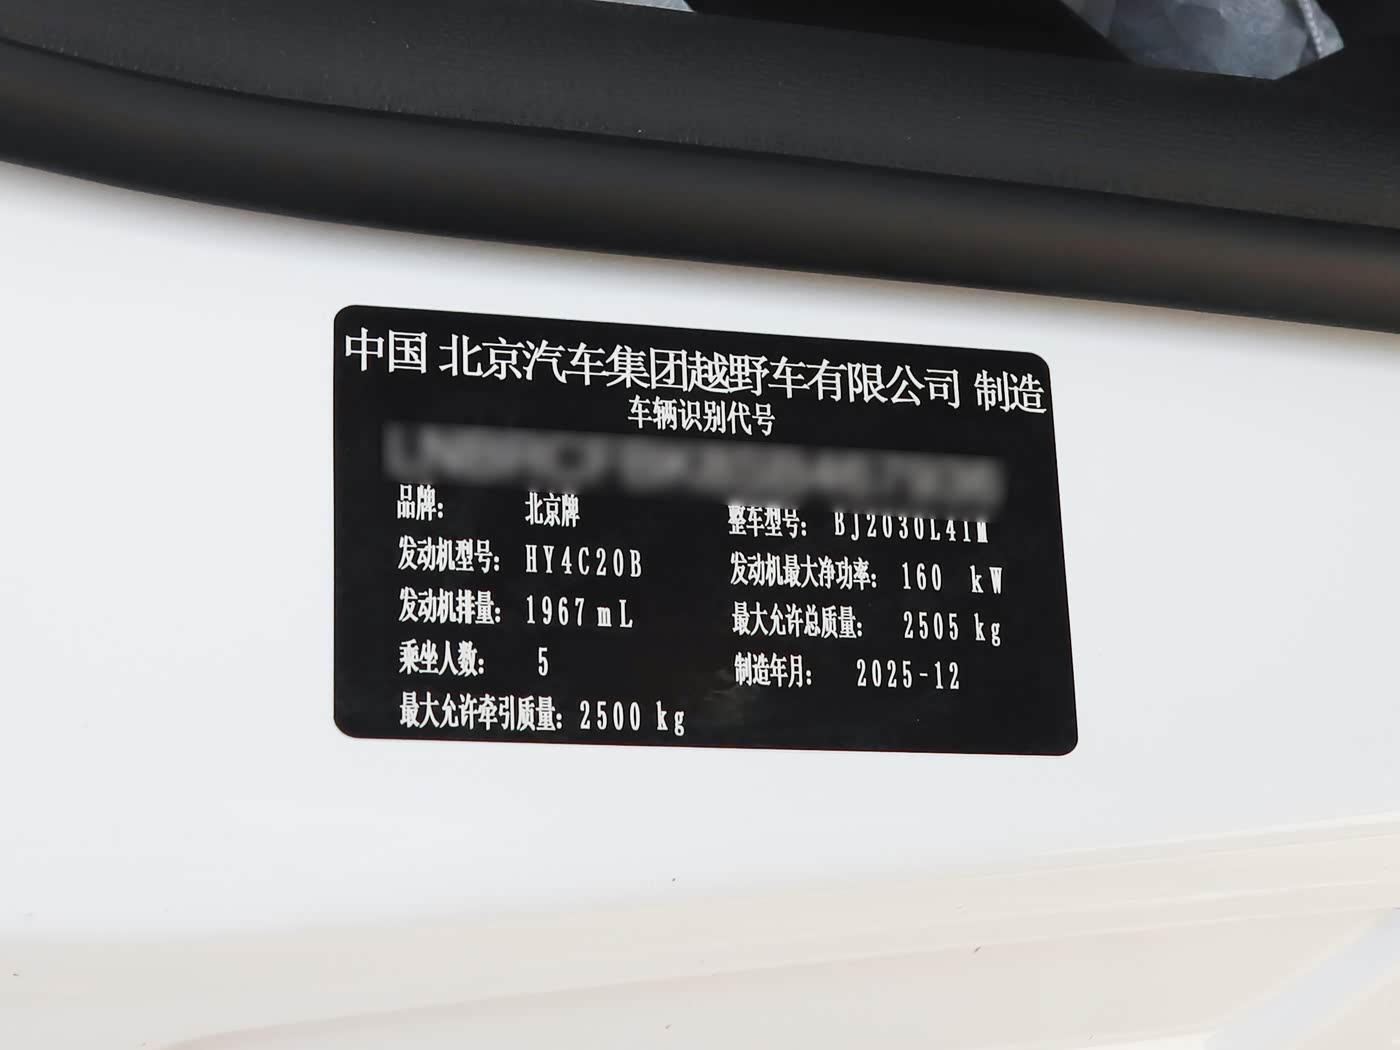 中国 北京汽车集团越野车有限公司 制造
车辆识别代号
品牌： 北京牌 整车型号： BJ2030L41M
发动机型号： HY4C20B 发动机最大净功率： 160 kW
发动机排量： 1967 mL 最大允许总质量： 2505 kg
乘坐人数： 5 制造年月： 2025-12
最大允许牵引质量： 2500 kg